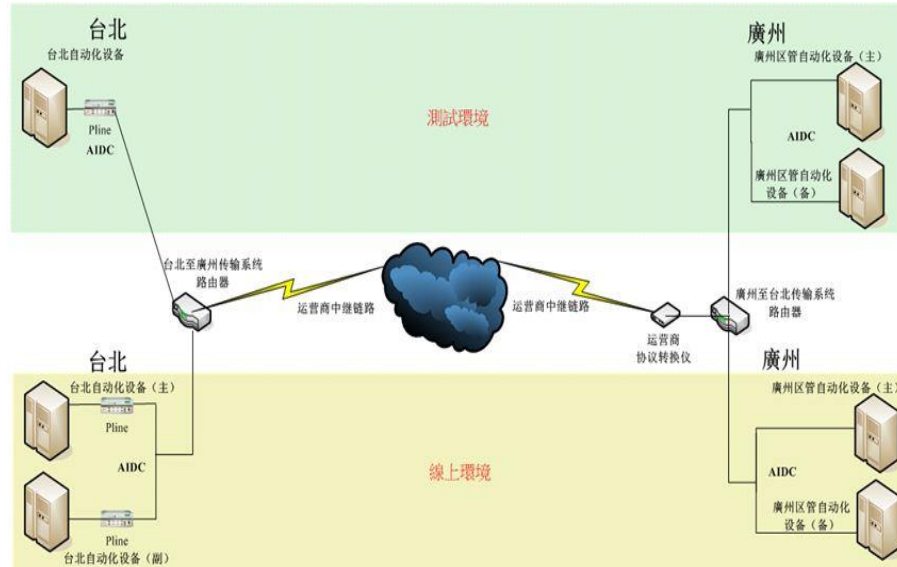 台北
台北自动化设备
Pline
AIDC
測試環境
廣州
廣州区管自动化设备（主）
AIDC
廣州区管自动化
设备（备）
台北至廣州传输系统
路由器
运营商中继链路
运营商中继链路
运营商
协议转换仪
廣州至台北传输系统
路由器
台北
台北自动化设备（主）
Pline
AIDC
Pline
台北自动化设备（副）
線上環境
廣州
廣州区管自动化设备（主）
AIDC
廣州区管自动化
设备（备）